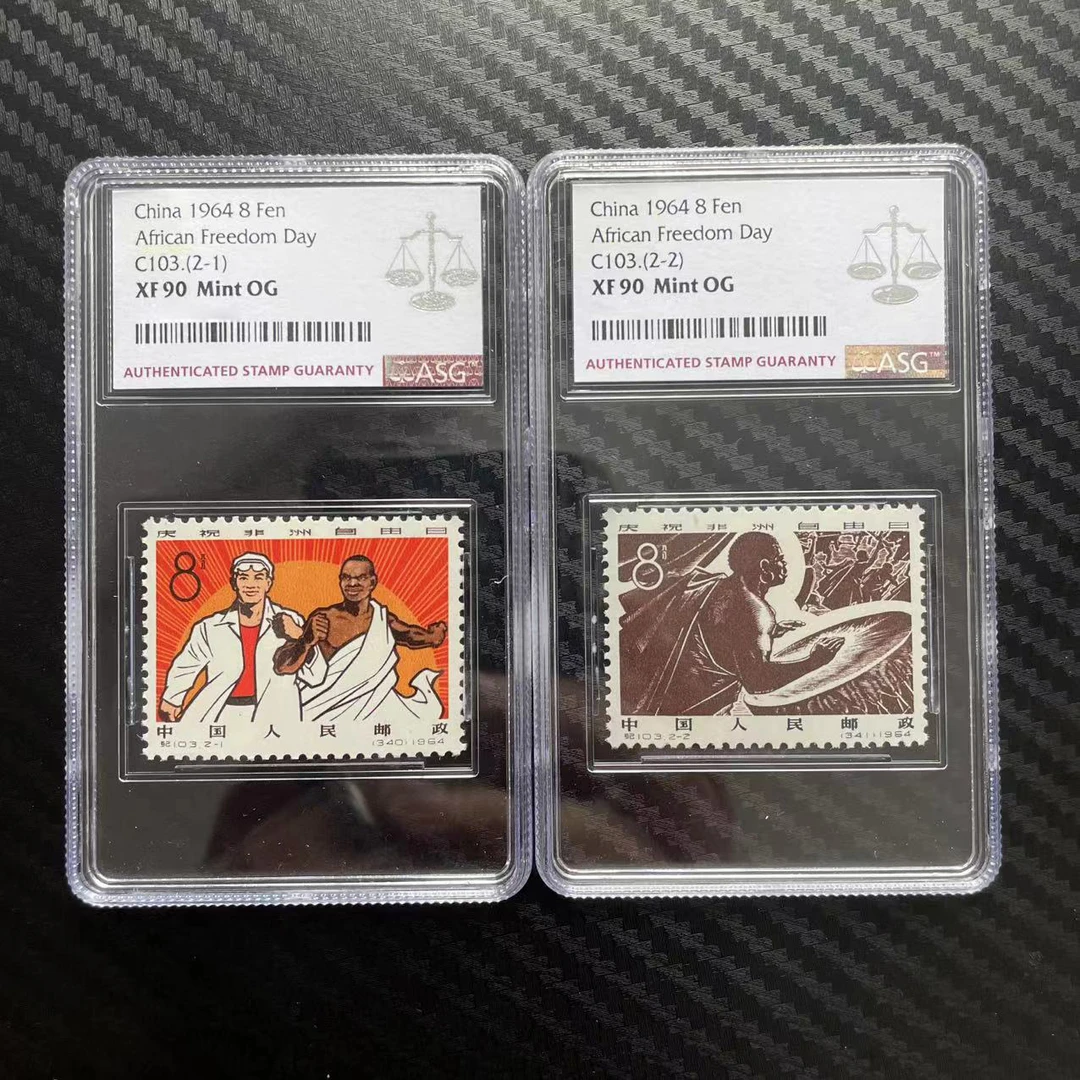 China 1964 8 Fen
African Freedom Day
C103.(2-1)
XF 90 Mint OG
AUTHENTICATED STAMP GUARANTY
ASG™
庆祝非洲自由日
8分
中国人民邮政
纪103.2-1 (340) 1964
China 1964 8 Fen
African Freedom Day
C103.(2-2)
XF 90 Mint OG
AUTHENTICATED STAMP GUARANTY
ASG™
庆祝非洲自由日
8分
中国人民邮政
纪103.2-2 (341) 1964